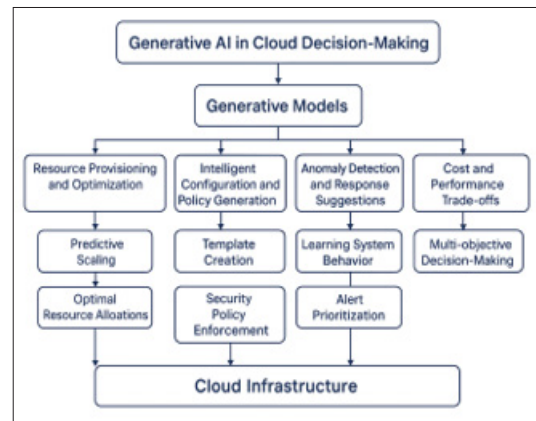 Generative AI in Cloud Decision-Making
Generative Models
Resource Provisioning
and Optimization
Intelligent
Configuration and
Policy Generation
Anomaly Detection
and Response
Suggestions
Cost and
Performance
Trade-offs
Predictive
Scaling
Template
Creation
Learning System
Behavior
Multi-objective
Decision-Making
Optimal
Resource Alloations
Security
Policy
Enforcement
Alert
Prioritization
Cloud Infrastructure